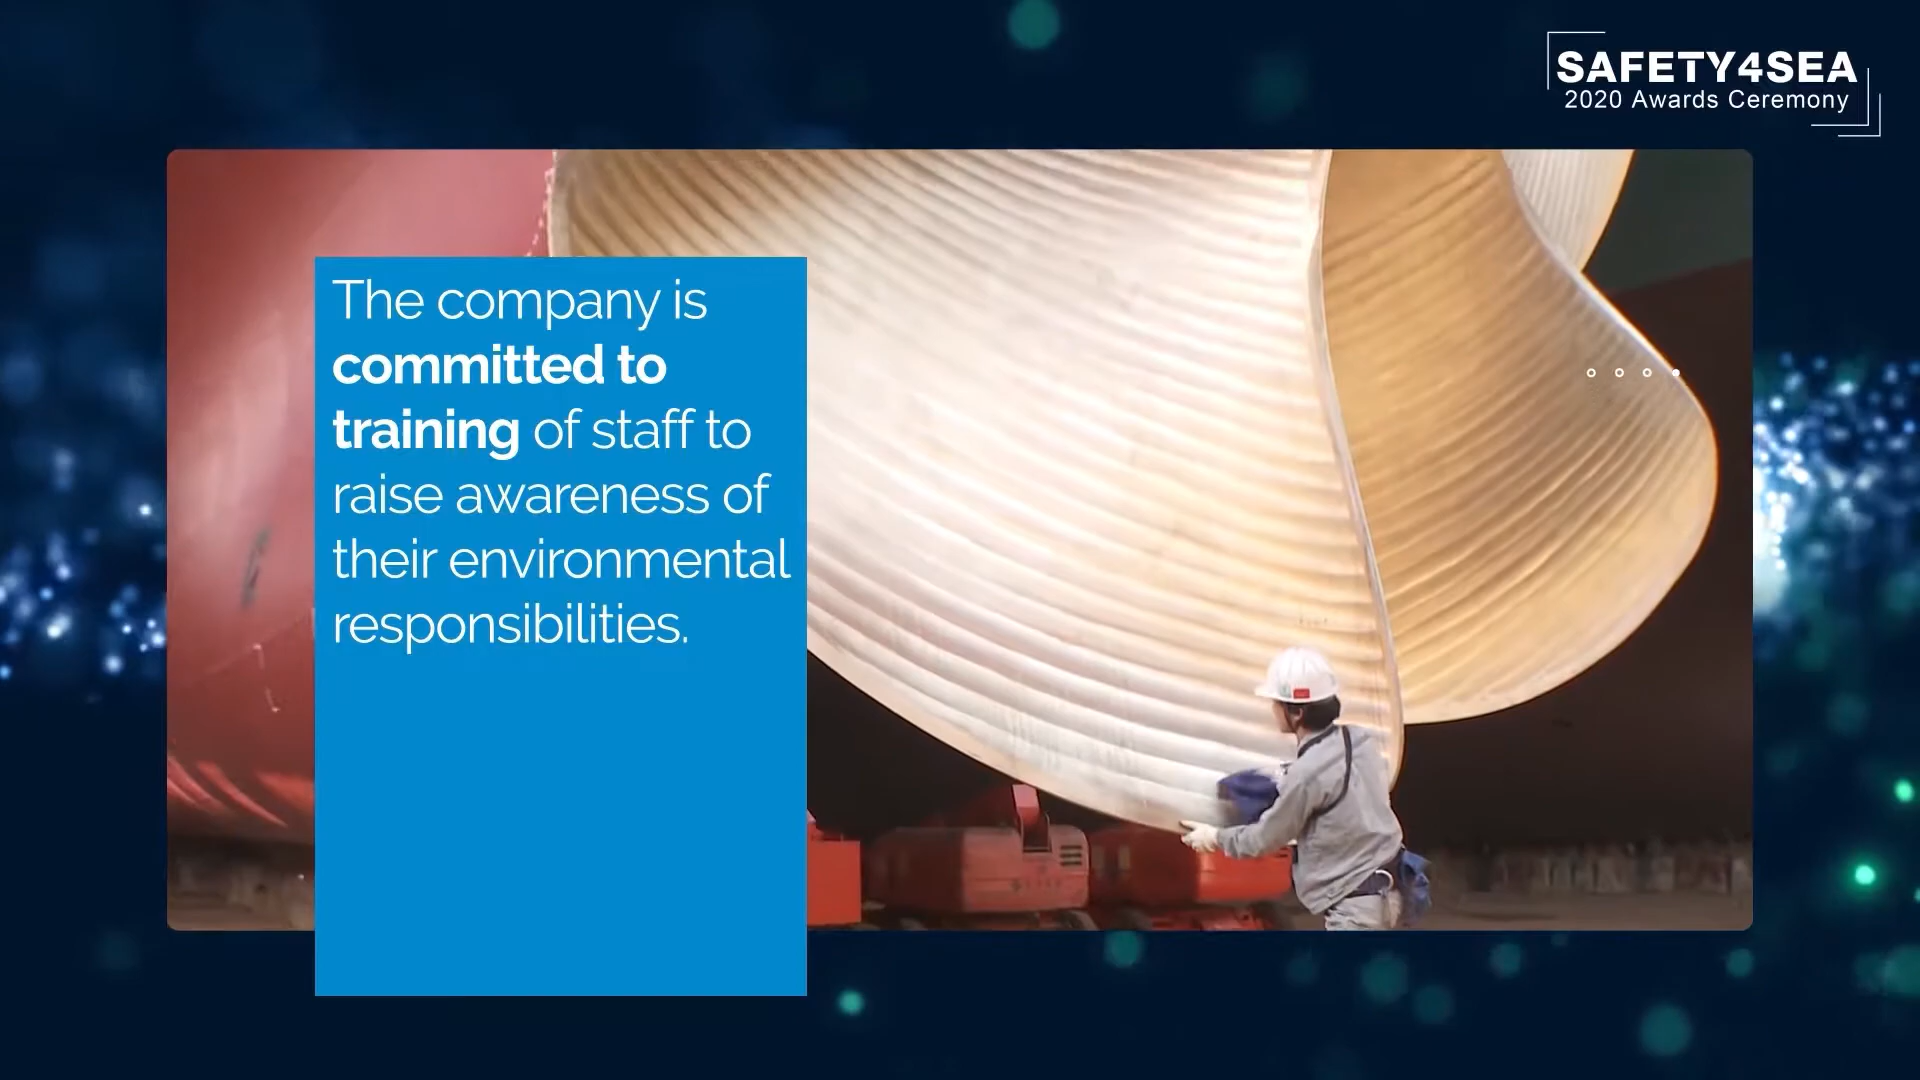 SAFETY4SEA
2020 Awards Ceremony
The company is
committed to
training of staff to
raise awareness of
their environmental
responsibilities.